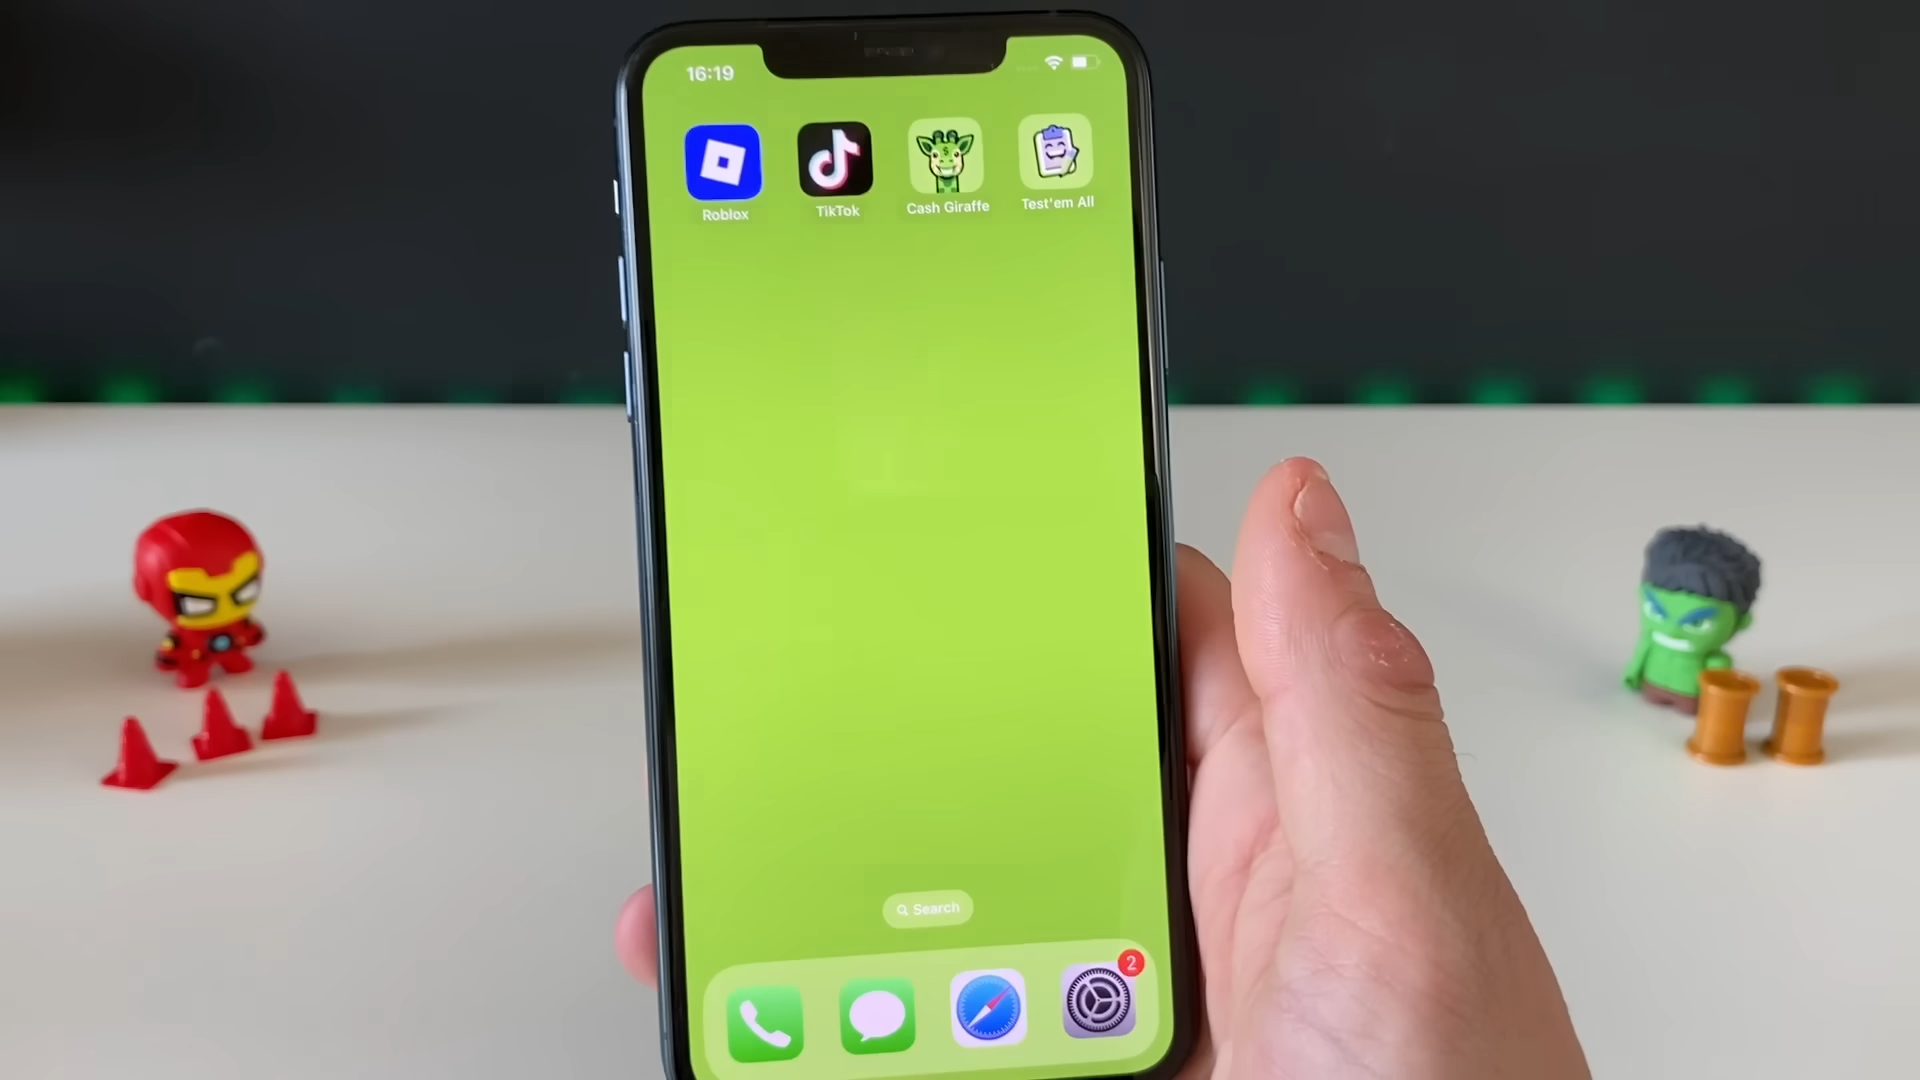 16:19
Roblox
TikTok
Cash Giraffe
Test'em All
Search
2